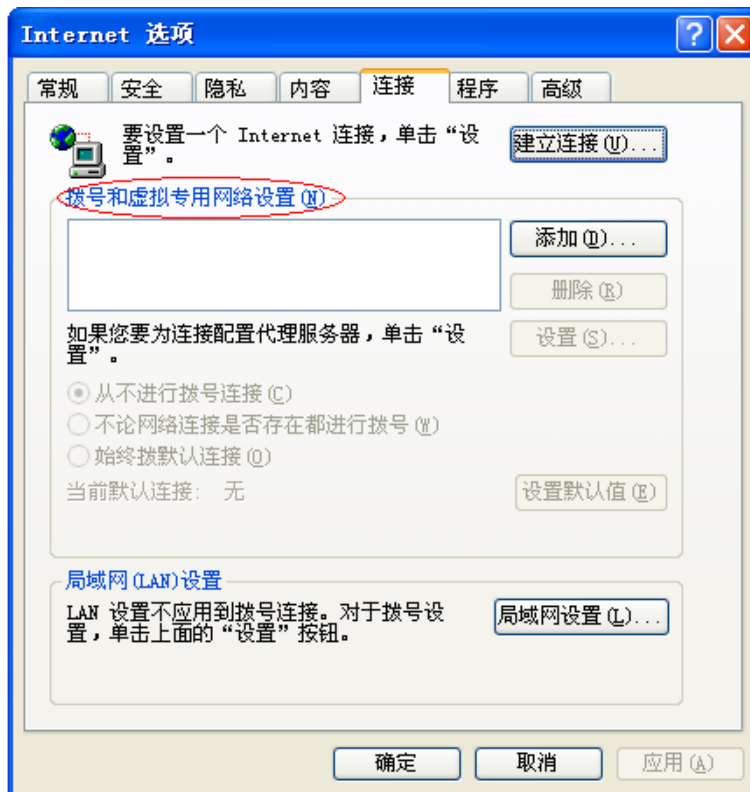 Internet 选项
常规 安全 隐私 内容 连接 程序 高级
要设置一个 Internet 连接，单击“设
置”。
建立连接(U)...
拨号和虚拟专用网络设置(N)
添加(D)...
删除(R)
如果您要为连接配置代理服务器，单击“设
置”。
设置(S)...
从不进行拨号连接(C)
不论网络连接是否存在都进行拨号(W)
始终拨默认连接(O)
当前默认连接： 无
设置默认值(E)
局域网(LAN)设置
LAN 设置不应用到拨号连接。对于拨号设
置，单击上面的“设置”按钮。
局域网设置(L)...
确定 取消 应用(A)